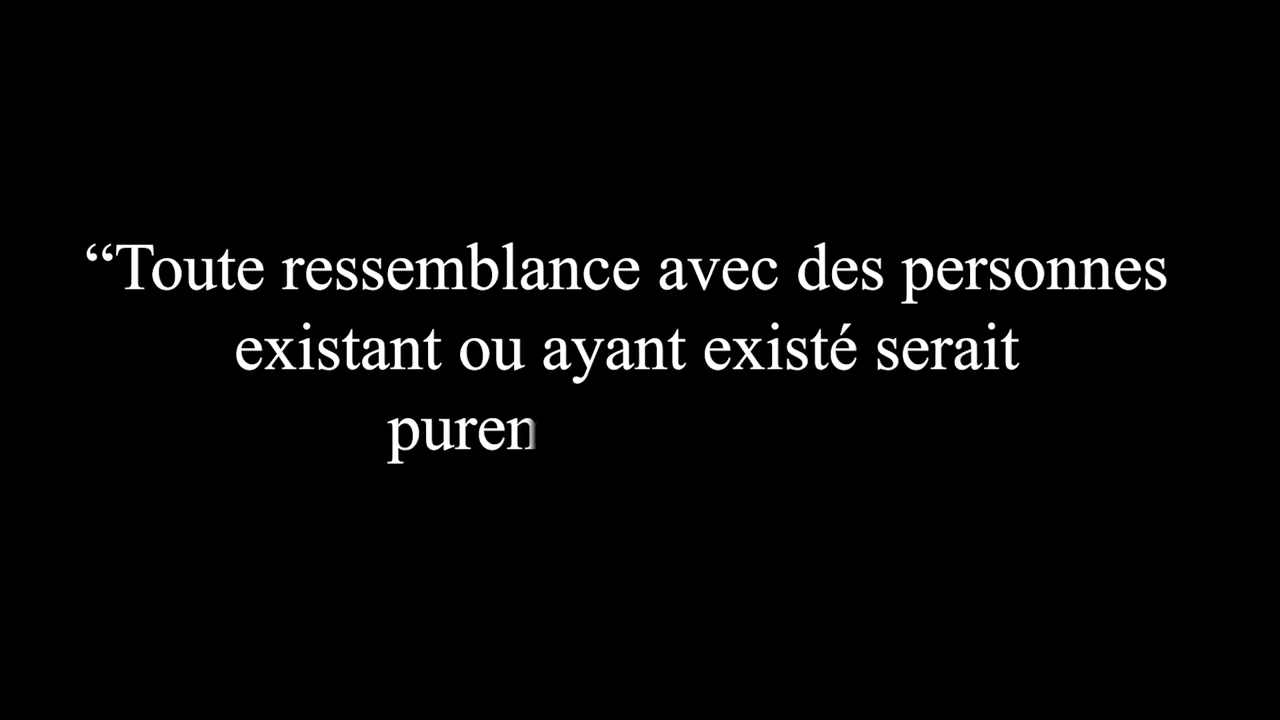 “Toute ressemblance avec des personnes
existant ou ayant existé serait
puren